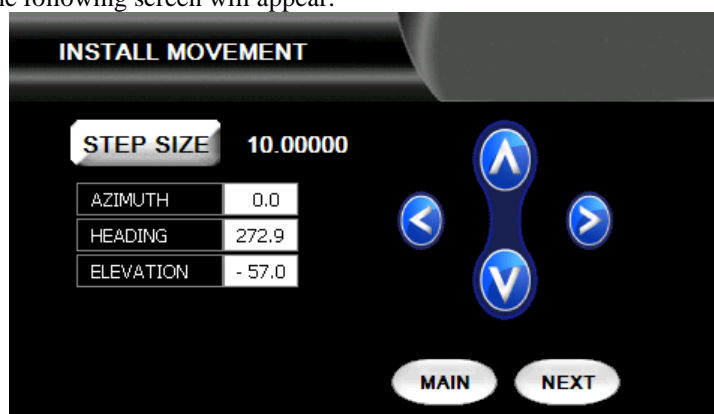 he following screen will appear:
INSTALL MOVEMENT
STEP SIZE 10.00000
AZIMUTH 0.0
HEADING 272.9
ELEVATION - 57.0
MAIN NEXT